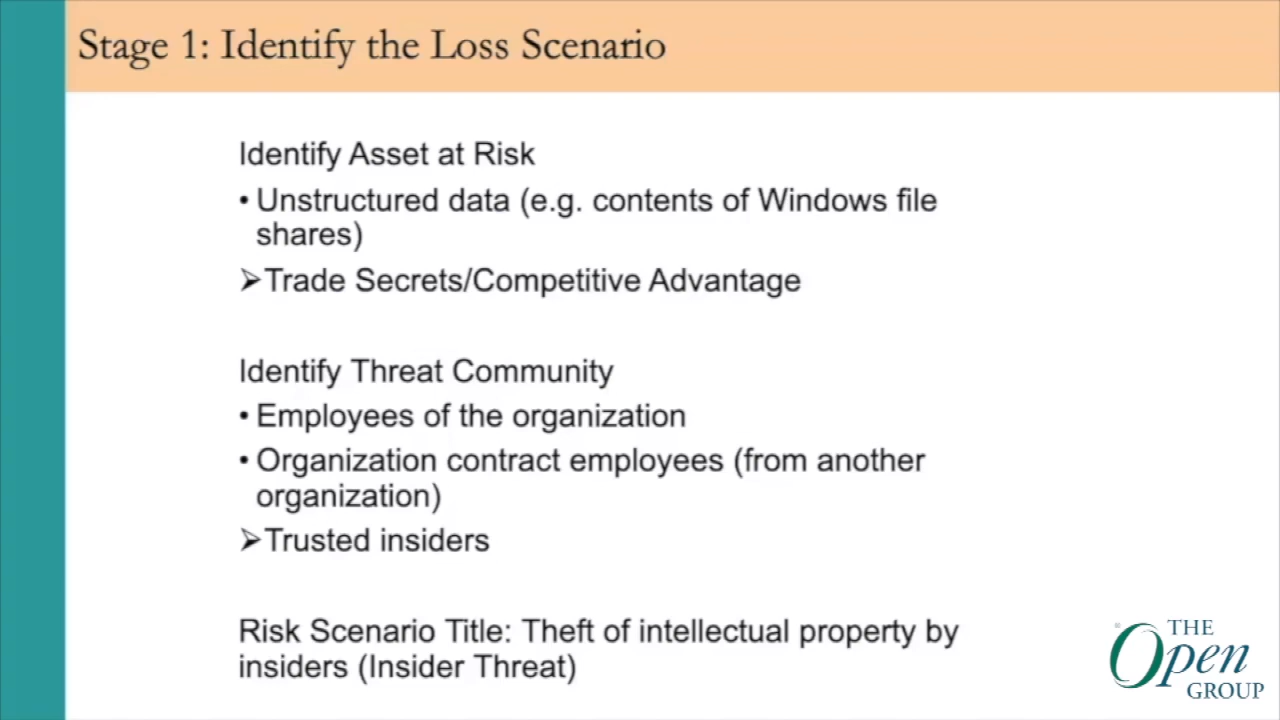 Stage 1: Identify the Loss Scenario
Identify Asset at Risk
• Unstructured data (e.g. contents of Windows file
shares)
➢Trade Secrets/Competitive Advantage
Identify Threat Community
• Employees of the organization
• Organization contract employees (from another
organization)
➢Trusted insiders
Risk Scenario Title: Theft of intellectual property by
insiders (Insider Threat)
THE
Open
GROUP